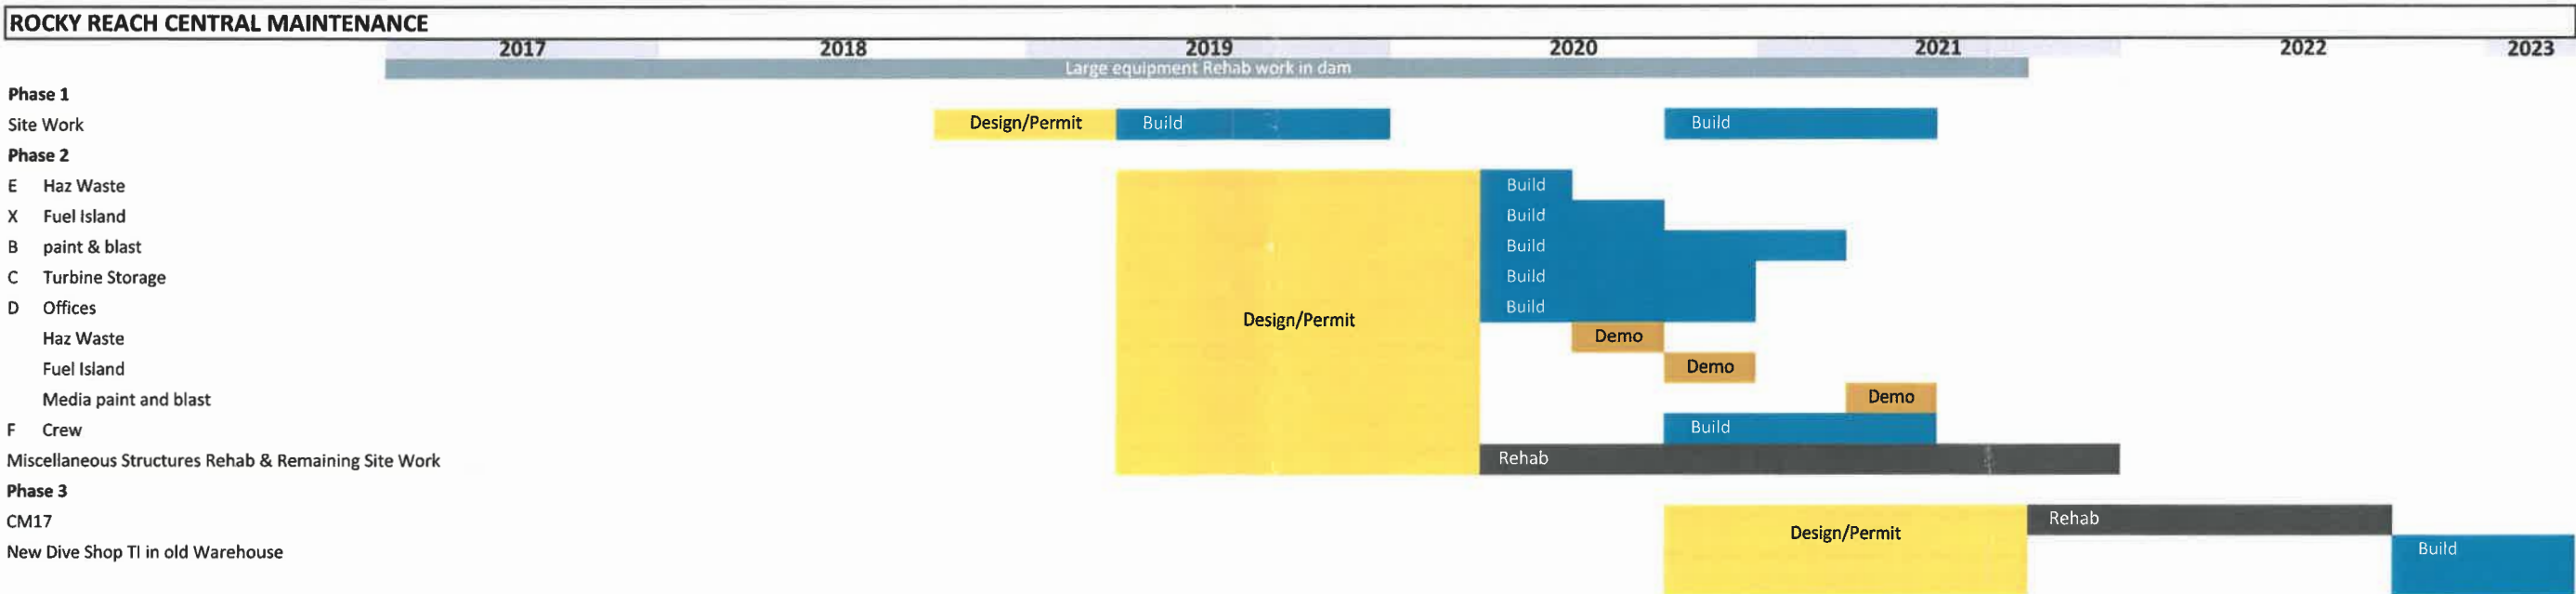 ROCKY REACH CENTRAL MAINTENANCE
2017 2018 2019 2020 2021 2022 2023
Large equipment Rehab work in dam
Phase 1
Site Work Design/Permit Build Build
Phase 2
E Haz Waste Build
X Fuel Island Build
B paint & blast Build
C Turbine Storage Build
D Offices Build
Design/Permit
Haz Waste Demo
Fuel Island Demo
Media paint and blast Demo
F Crew Build
Miscellaneous Structures Rehab & Remaining Site Work Rehab
Phase 3
CM17 Rehab
Design/Permit
New Dive Shop TI in old Warehouse Build